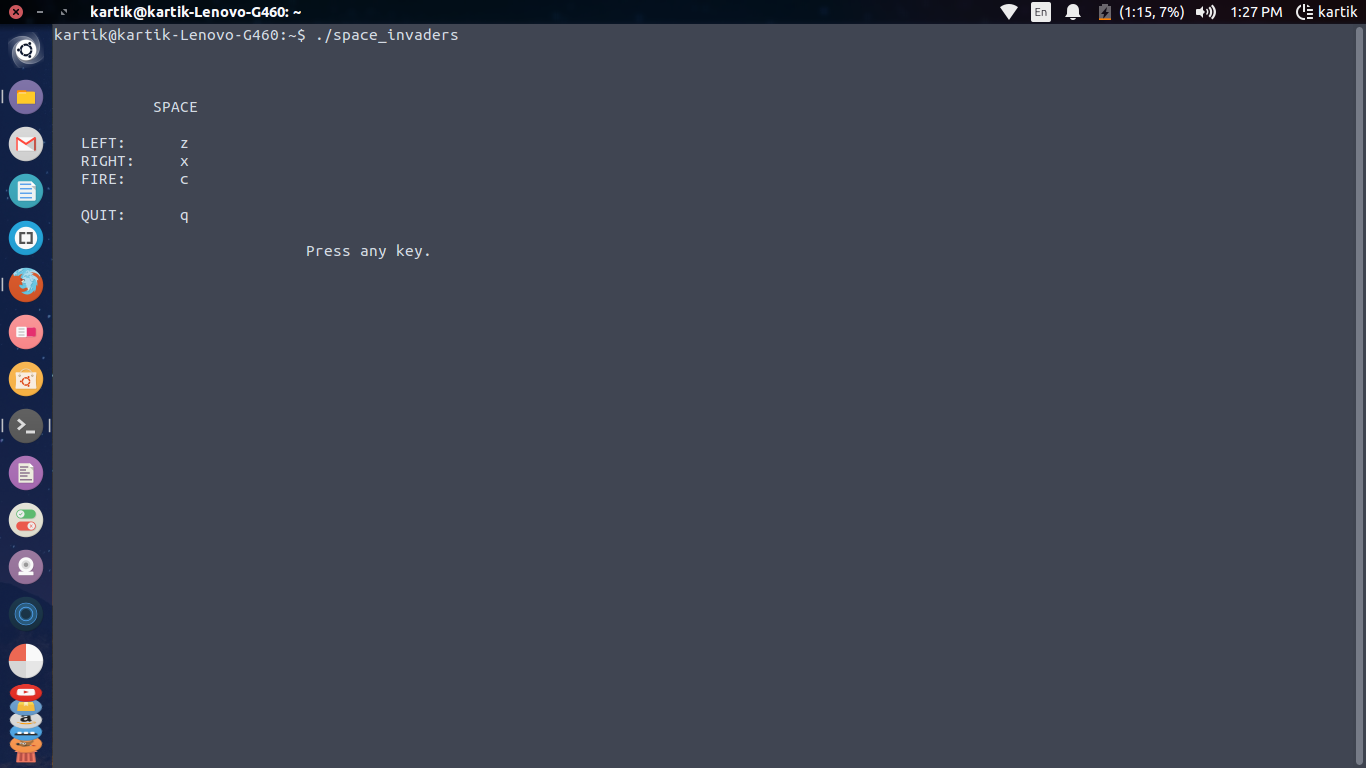 kartik@kartik-Lenovo-G460: ~
En
(1:15, 7%)
1:27 PM
kartik
kartik@kartik-Lenovo-G460:~$ ./space_invaders
SPACE
LEFT: z
RIGHT: x
FIRE: c
QUIT: q
Press any key.
a